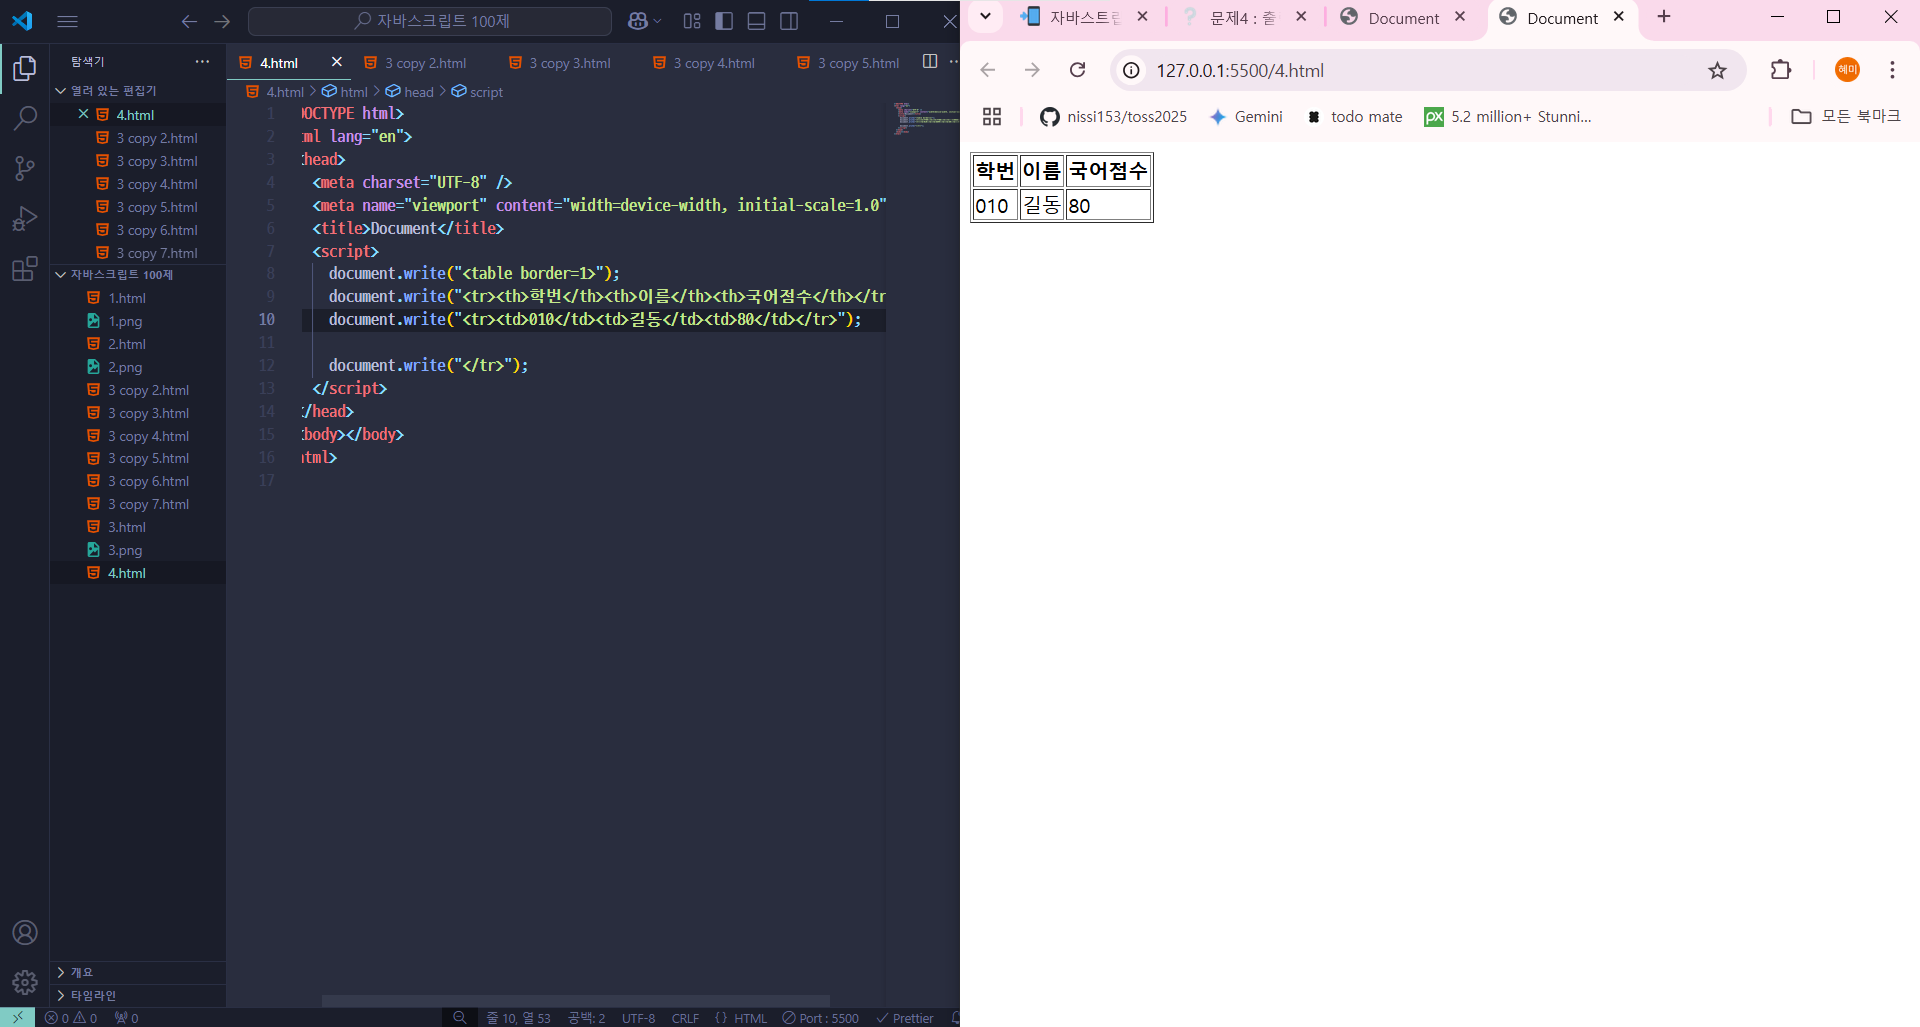 자바스크립트 100제
탐색기
열려 있는 편집기
4.html
3 copy 2.html
3 copy 3.html
3 copy 4.html
3 copy 5.html
3 copy 6.html
3 copy 7.html
자바스크립트 100제
1.html
1.png
2.html
2.png
3 copy 2.html
3 copy 3.html
3 copy 4.html
3 copy 5.html
3 copy 6.html
3 copy 7.html
3.html
3.png
4.html
개요
타임라인
4.html 3 copy 2.html 3 copy 3.html 3 copy 4.html 3 copy 5.html
4.html > html > head > script
1 DOCTYPE html>
2 ml lang="en">
3 head>
4 <meta charset="UTF-8" />
5 <meta name="viewport" content="width=device-width, initial-scale=1.0"
6 <title>Document</title>
7 <script>
8 document.write("<table border=1>");
9 document.write("<tr><th>학번</th><th>이름</th><th>국어점수</th></tr
10 document.write("<tr><td>010</td><td>길동</td><td>80</td></tr>");
11
12 document.write("</tr>");
13 </script>
14 /head>
15 body></body>
16 tml>
17
0 0 0 줄 10, 열 53 공백: 2 UTF-8 CRLF {} HTML Port : 5500 Prettier
자바스트립 문제4 : 출 Document Document
127.0.0.1:5500/4.html
혜미
nissi153/toss2025 Gemini todo mate px 5.2 million+ Stunni... 모든 북마크
학번 이름 국어점수
010 길동 80